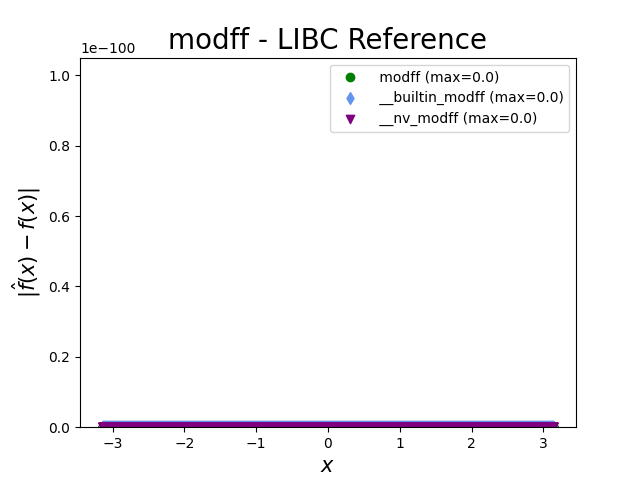 modff - LIBC Reference
1e−100
1.0
0.8
0.6
0.4
0.2
0.0
|f̂(x) − f(x)|
modff (max=0.0)
__builtin_modff (max=0.0)
__nv_modff (max=0.0)
−3 −2 −1 0 1 2 3
x